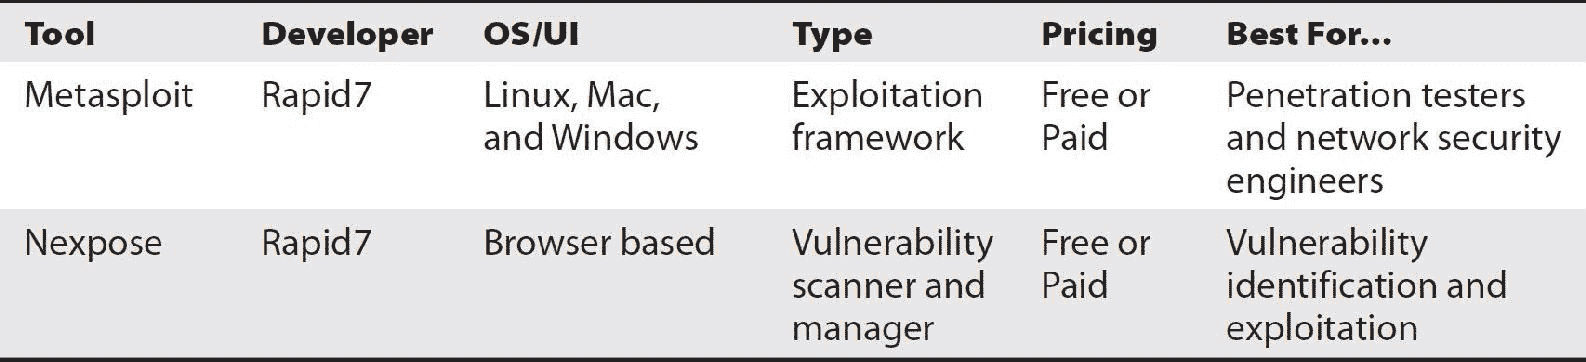 Tool Developer OS/UI Type Pricing Best For...
Metasploit Rapid7 Linux, Mac, Exploitation Free or Penetration testers
and Windows framework Paid and network security
engineers
Nexpose Rapid7 Browser based Vulnerability Free or Vulnerability
scanner and Paid identification and
manager exploitation